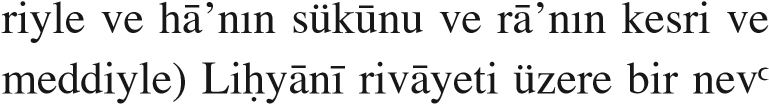 riyle ve hā’nın sükūnu ve rā’nın kesri ve
meddiyle) Liḥyānī rivāyeti üzere bir nevᶜ